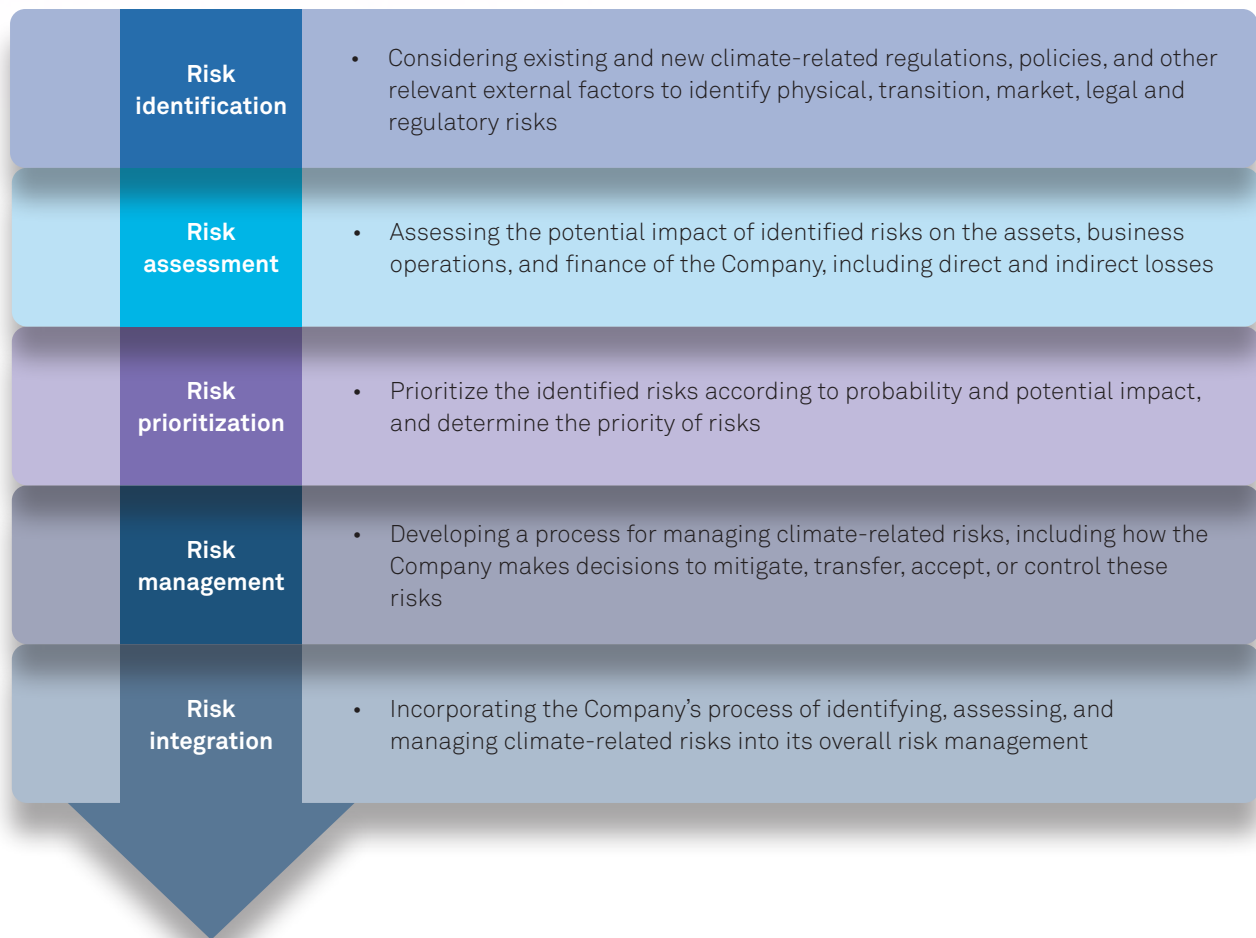 Risk
identification
• Considering existing and new climate-related regulations, policies, and other
relevant external factors to identify physical, transition, market, legal and
regulatory risks
Risk
assessment
• Assessing the potential impact of identified risks on the assets, business
operations, and finance of the Company, including direct and indirect losses
Risk
prioritization
• Prioritize the identified risks according to probability and potential impact,
and determine the priority of risks
Risk
management
• Developing a process for managing climate-related risks, including how the
Company makes decisions to mitigate, transfer, accept, or control these
risks
Risk
integration
• Incorporating the Company’s process of identifying, assessing, and
managing climate-related risks into its overall risk management